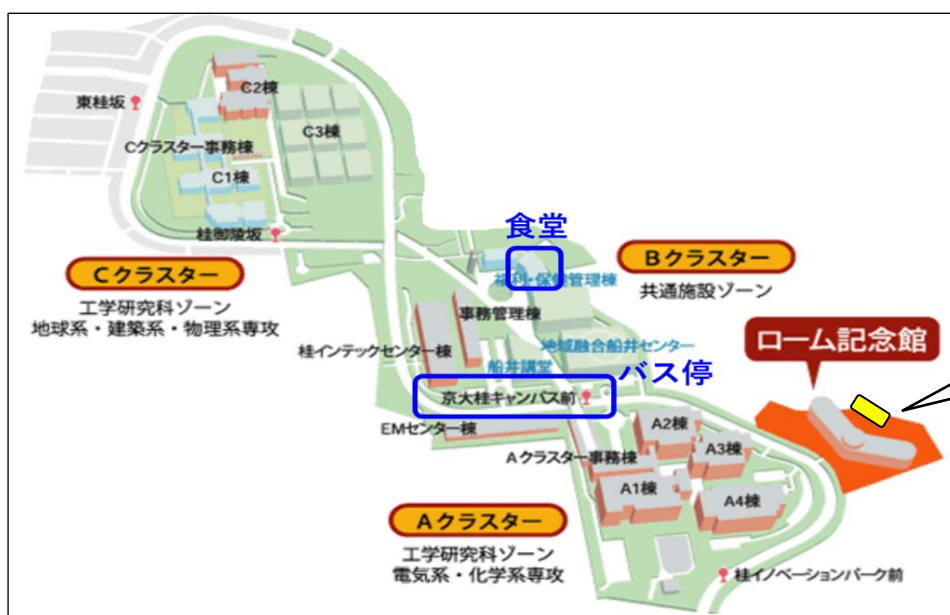 C2棟
東桂坂
C3棟
Cクラスター事務棟
C1棟
桂御陵坂
食堂
Cクラスター
工学研究科ゾーン
地球系・建築系・物理系専攻
福利・保健管理棟
Bクラスター
共通施設ゾーン
事務管理棟
桂インテックセンター棟
地域融合船井センター
船井講堂
バス停
ローム記念館
京大桂キャンパス前
EMセンター棟
A2棟
A3棟
Aクラスター事務棟
A1棟
A4棟
Aクラスター
工学研究科ゾーン
電気系・化学系専攻
桂イノベーションパーク前